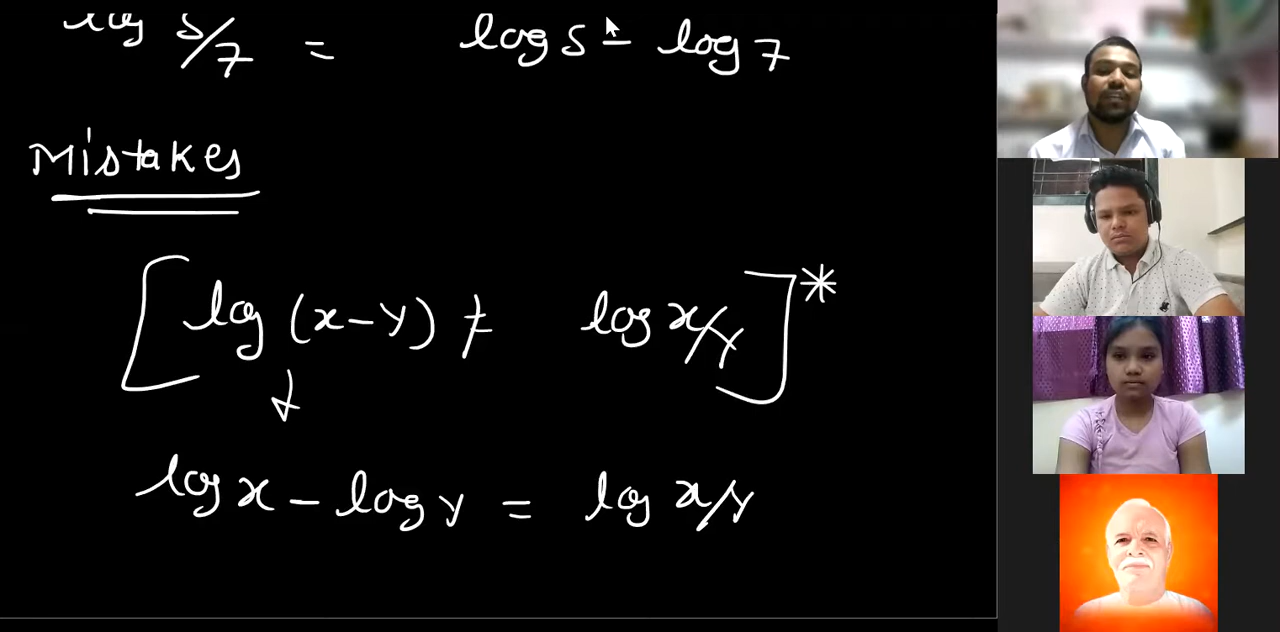 log 5/7 = log 5 - log 7
Mistakes
[log (x-y) ≠ log x/y]*
↓
log x - log y = log x/y